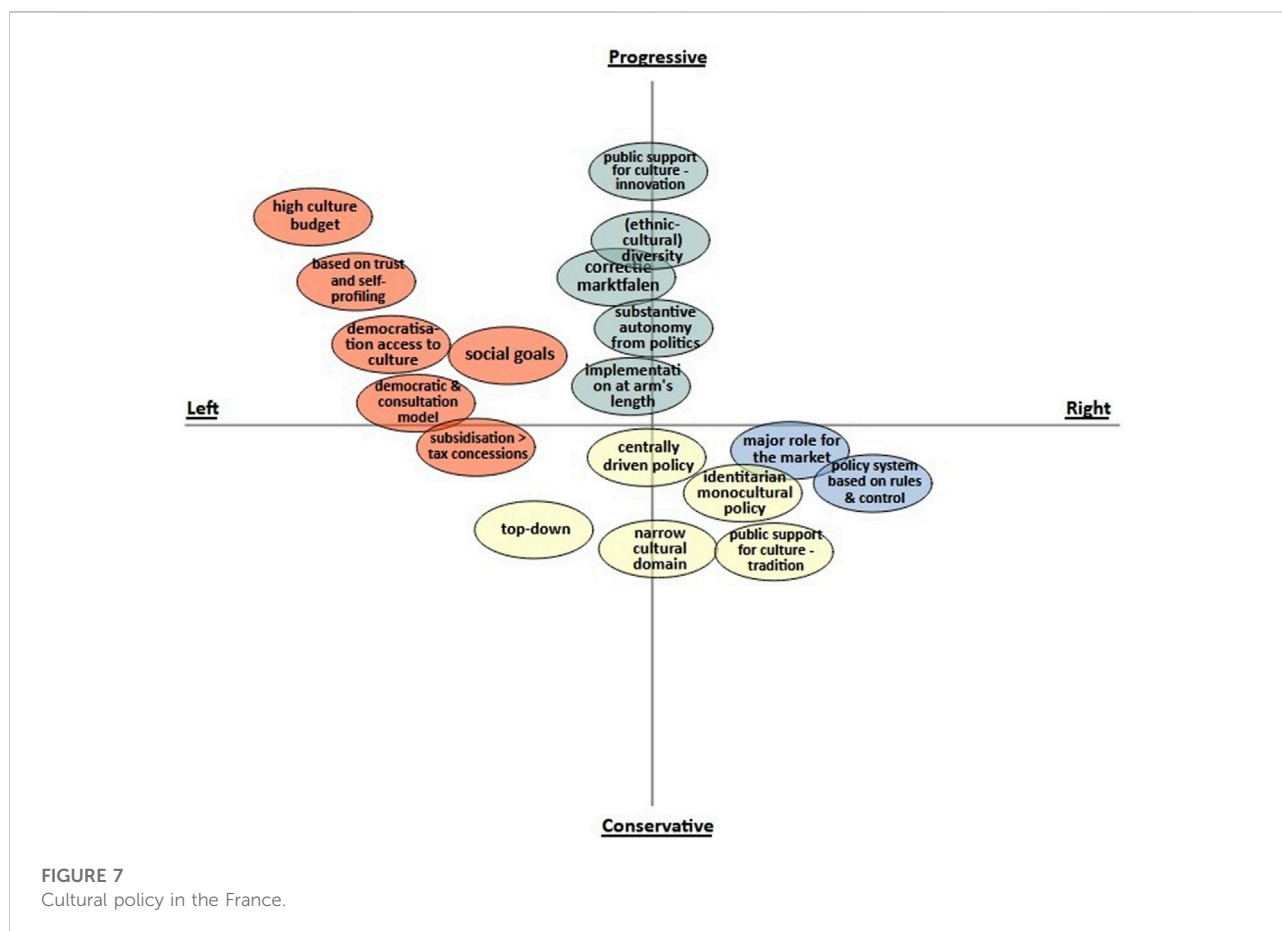 Progressive
public support
for culture -
innovation
high culture
budget
(ethnic-
cultural)
diversity
based on trust
and self-
profiling
correctie
marktfalen
substantive
autonomy
from politics
democratisa-
tion access to
culture
social goals
implementati
on at arm's
length
democratic &
consultation
model
Left
Right
subsidisation >
tax concessions
centrally
driven policy
major role for
the market
policy system
based on rules
& control
identitarian
monocultural
policy
top-down
narrow
cultural
domain
public support
for culture -
tradition
Conservative
FIGURE 7
Cultural policy in the France.